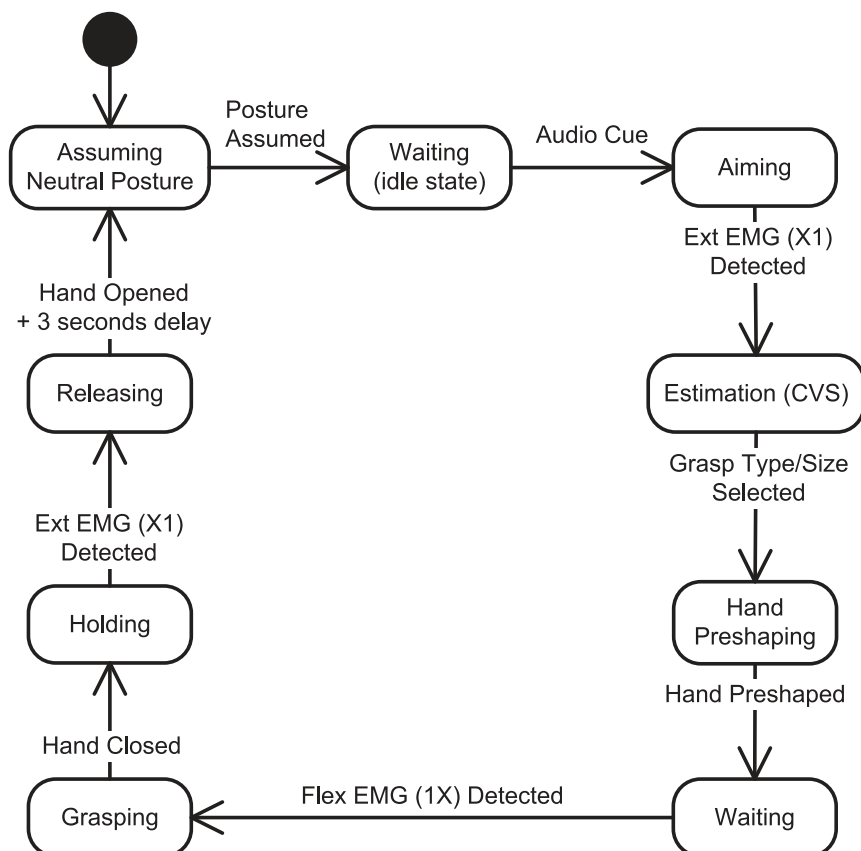 Posture
Assumed
Assuming
Neutral Posture
Waiting
(idle state)
Audio Cue
Aiming
Ext EMG (X1)
Detected
Estimation (CVS)
Grasp Type/Size
Selected
Hand
Preshaping
Hand Preshaped
Waiting
Flex EMG (1X) Detected
Grasping
Hand Closed
Holding
Ext EMG (X1)
Detected
Releasing
Hand Opened
+ 3 seconds delay